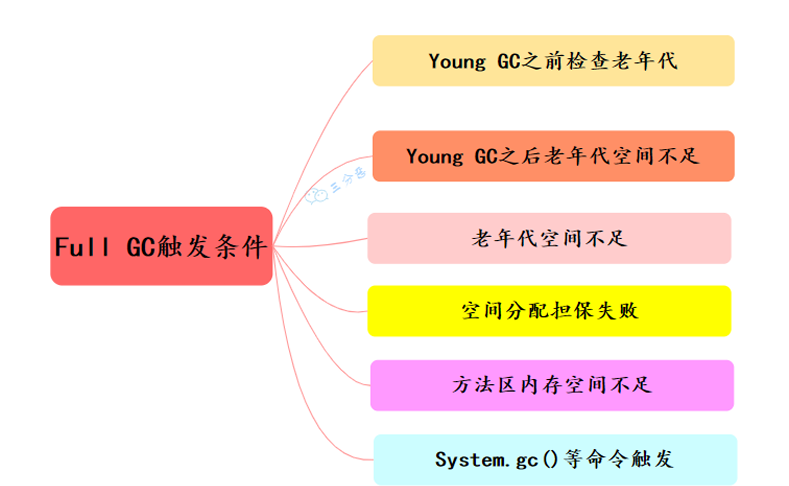 Young GC之前检查老年代
Young GC之后老年代空间不足
三分恶
Full GC触发条件
老年代空间不足
空间分配担保失败
方法区内存空间不足
System.gc()等命令触发